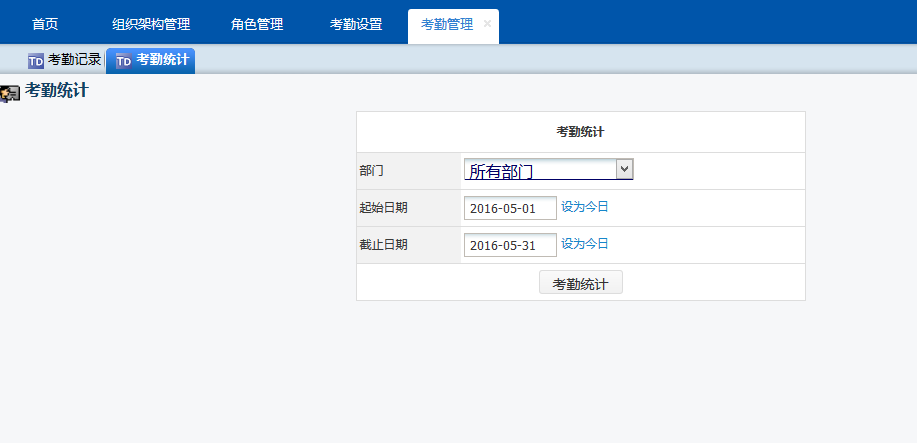 首页 组织架构管理 角色管理 考勤设置 考勤管理
TD 考勤记录 TD 考勤统计
考勤统计
考勤统计
部门 所有部门
起始日期 2016-05-01 设为今日
截止日期 2016-05-31 设为今日
考勤统计